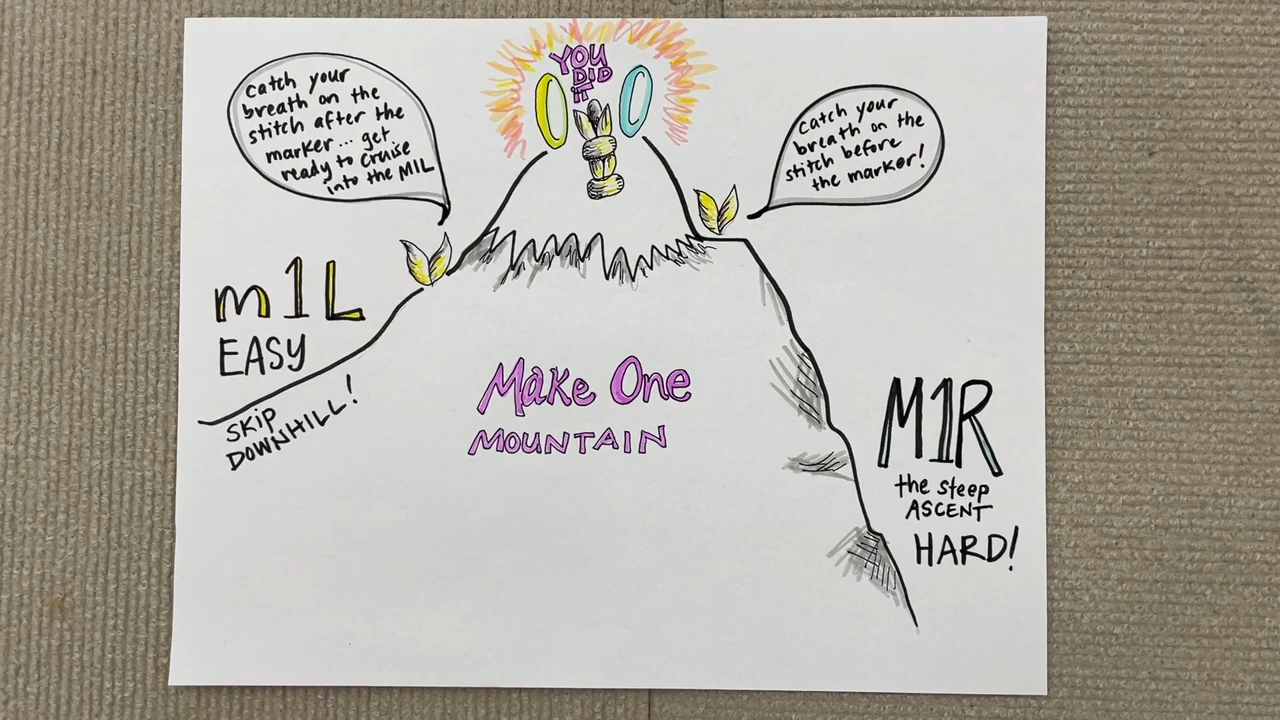 YOU
DID
IT
Catch your
breath on the
stitch after the
marker... get
ready to cruise
into the M1L
Catch your
breath on the
stitch before
the marker!
m1L
EASY
SKIP
DOWNHILL!
Make One
MOUNTAIN
M1R
the steep
ASCENT
HARD!